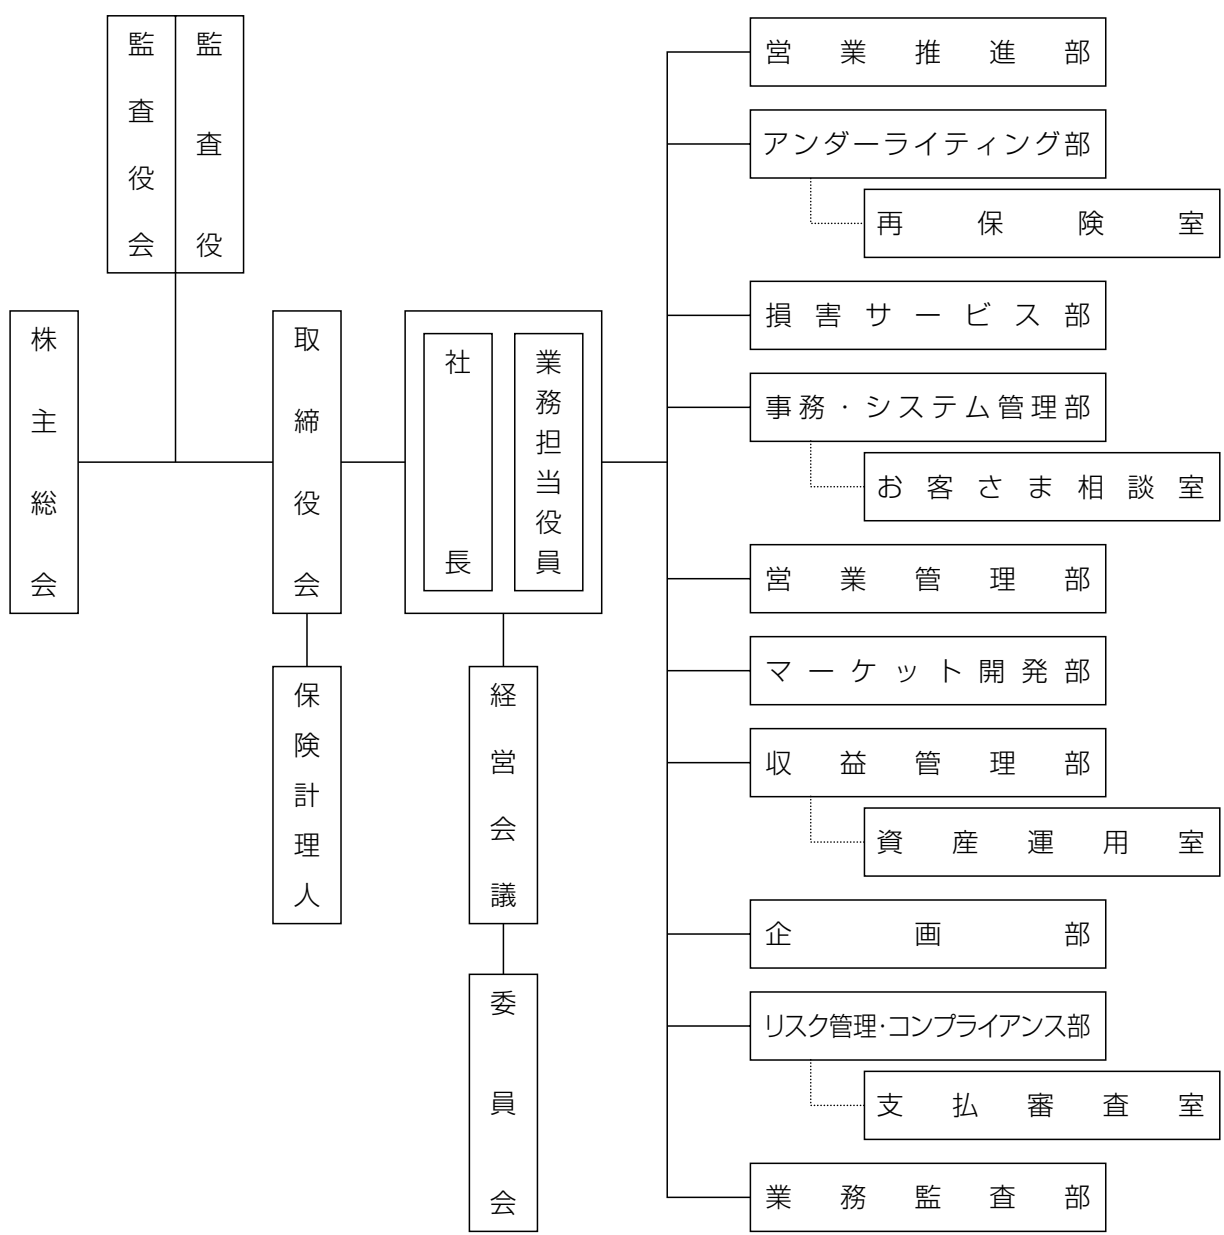 監査役会
監査役
株主総会
取締役会
社長
業務担当役員
保険計理人
経営会議
委員会
営業推進部
アンダーライティング部
再保険室
損害サービス部
事務・システム管理部
お客さま相談室
営業管理部
マーケット開発部
収益管理部
資産運用室
企画部
リスク管理・コンプライアンス部
支払審査室
業務監査部